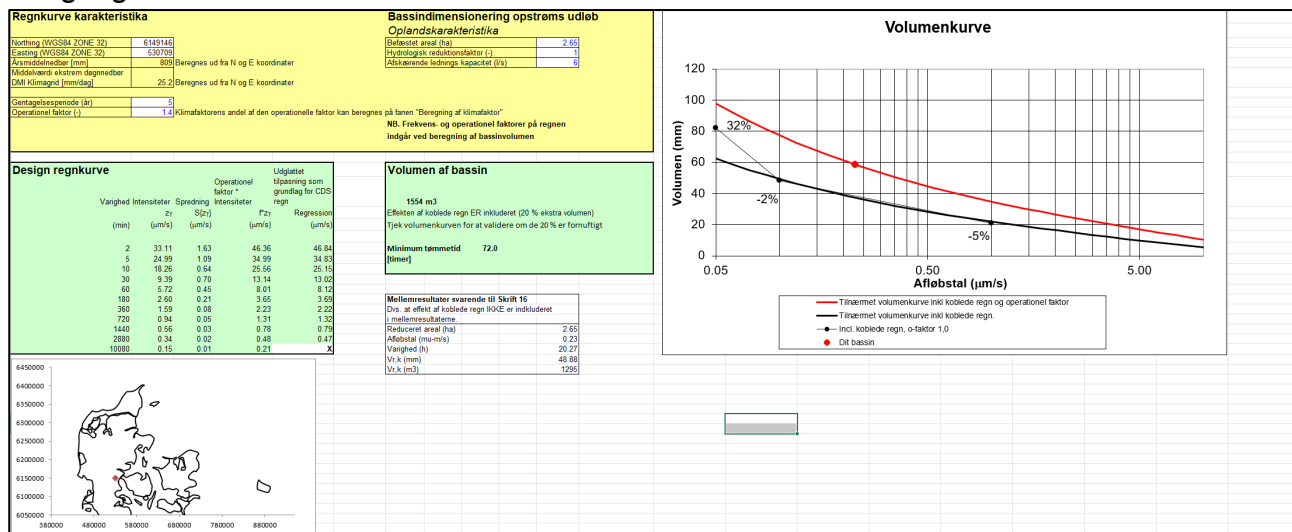 Regnkurve karakteristika
Northing (WGS84 ZONE 32) 6149146
Easting (WGS84 ZONE 32) 530709
Årsmiddelnedbør [mm] 809 Beregnes ud fra N og E koordinater
Middelværdi ekstrem døgnnedbør
DMI Klimagrid [mm/dag] 25.2 Beregnes ud fra N og E koordinater
Gentagelsesperiode (år) 5
Operationel faktor (-) 1.4 Klimafaktorens andel af den operationelle faktor kan beregnes på fanen "Beregning af klimafaktor"
Bassindimensionering opstrøms udløb
Oplandskarakteristika
Befæstet areal (ha) 2.65
Hydrologisk reduktionsfaktor (-) 1
Afskærende lednings kapacitet (l/s) 6
NB. Frekvens- og operationel faktorer på regnen
indgår ved beregning af bassinvolumen
Design regnkurve
Varighed Intensiteter Spredning Operationel faktor * Intensiteter Udglattet tilpasning som grundlag for CDS regn
zT S{zT} f*zT Regression
(min) (µm/s) (µm/s) (µm/s) (µm/s)
2 33.11 1.63 46.36 46.84
5 24.99 1.09 34.99 34.83
10 18.26 0.64 25.56 25.15
30 9.39 0.70 13.14 13.02
60 5.72 0.45 8.01 8.12
180 2.60 0.21 3.65 3.69
360 1.59 0.08 2.23 2.22
720 0.94 0.05 1.31 1.32
1440 0.56 0.03 0.78 0.79
2880 0.34 0.02 0.48 0.47
10080 0.15 0.01 0.21 X
Volumen af bassin
1554 m3
Effekten af koblede regn ER inkluderet (20 % ekstra volumen)
Tjek volumenkurven for at validere om de 20 % er fornuftigt
Minimum tømmetid 72.0
[timer]
Mellemresultater svarende til Skrift 16
Dvs. at effekt af koblede regn IKKE er indkluderet
i mellemresultaterne.
Reduceret areal (ha) 2.65
Afløbstal (mu-m/s) 0.23
Varighed (h) 20.27
Vr,k (mm) 48.88
Vr,k (m3) 1295
Volumenkurve
Volumen (mm)
120
100
80
60
40
20
0
32%
-2%
-5%
0.05 0.50 5.00
Afløbstal (µm/s)
Tilnærmet volumenkurve inkl koblede regn og operationel faktor
Tilnærmet volumenkurve inkl koblede regn.
Incl. koblede regn, o-faktor 1,0
Dit bassin
6450000
6400000
6350000
6300000
6250000
6200000
6150000
6100000
6050000
380000 480000 580000 680000 780000 880000